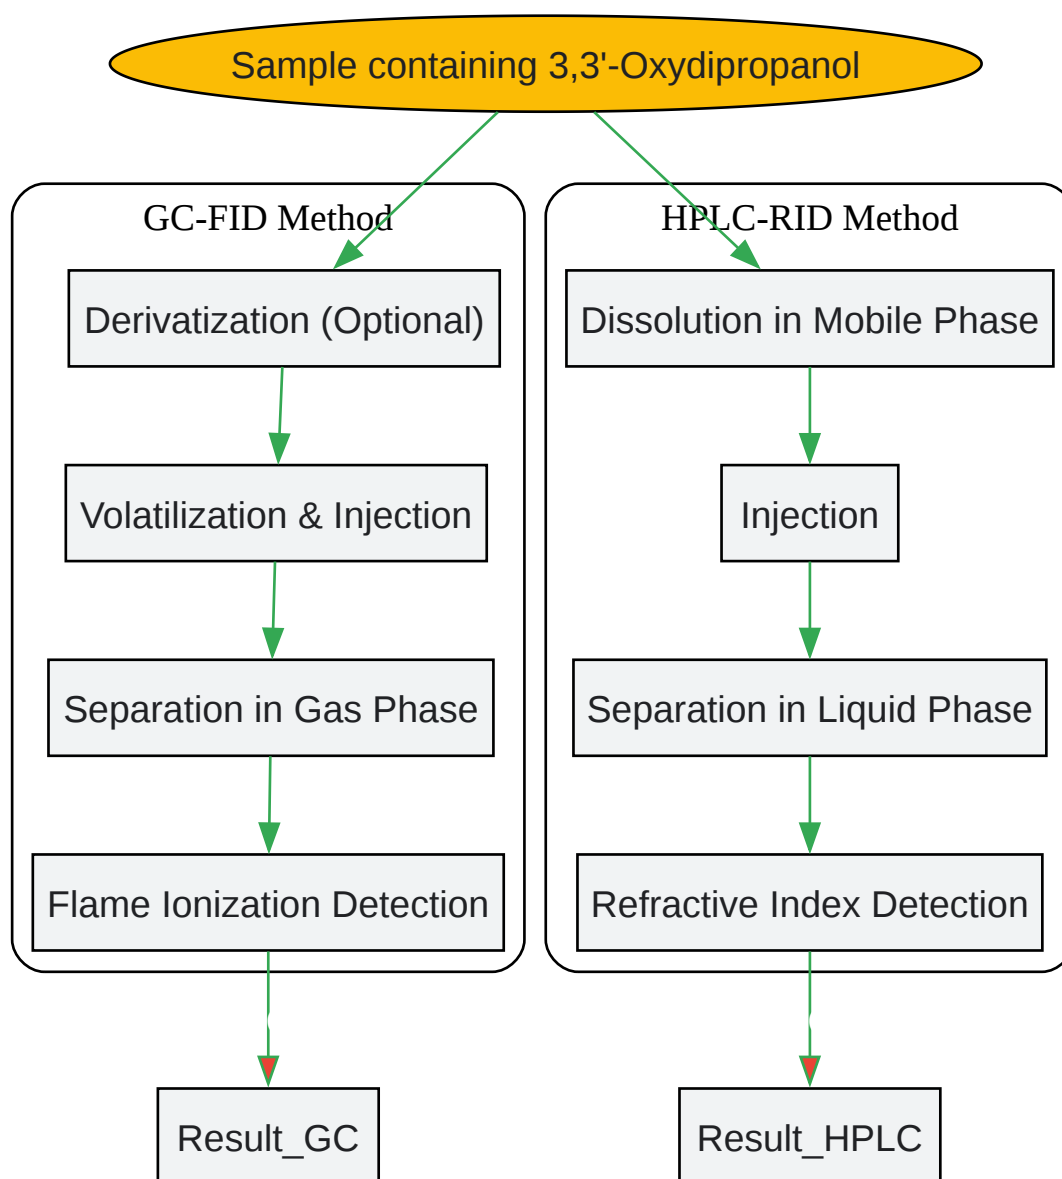 Sample containing 3,3'-Oxydipropanol
GC-FID Method
HPLC-RID Method
Derivatization (Optional)
Dissolution in Mobile Phase
Volatilization & Injection
Injection
Separation in Gas Phase
Separation in Liquid Phase
Flame Ionization Detection
Refractive Index Detection
Result_GC
Result_HPLC